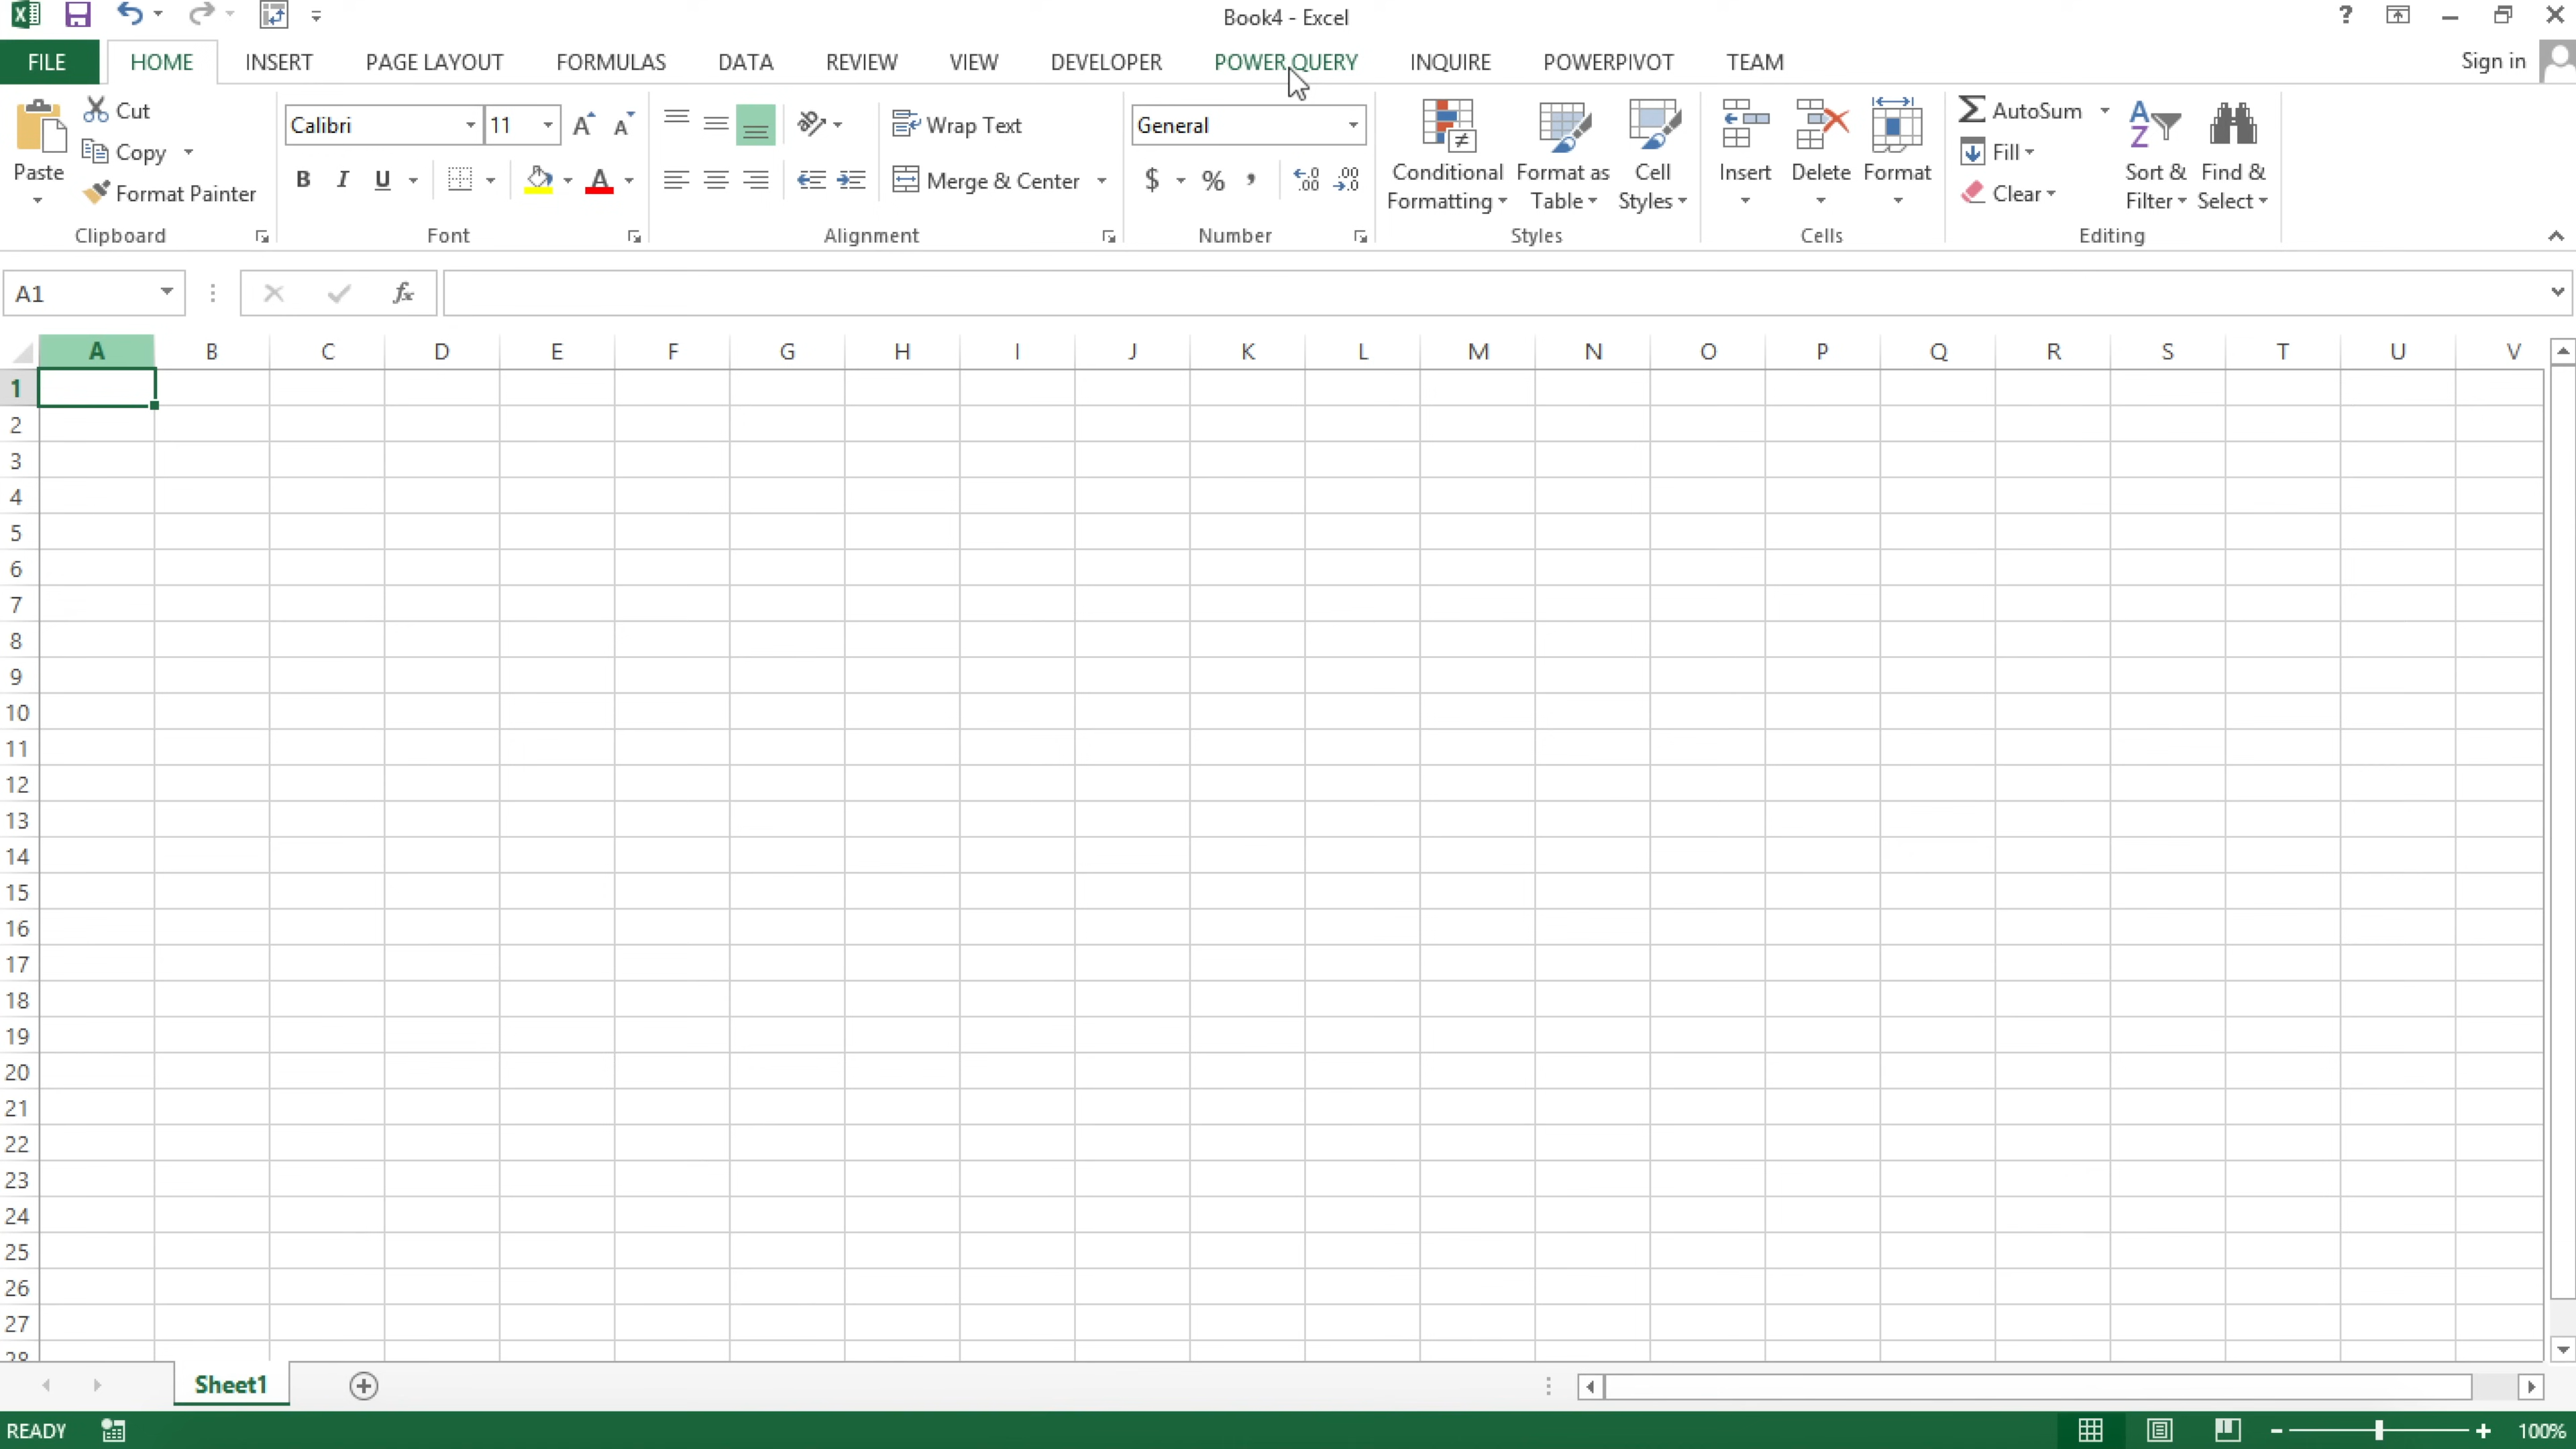 Book4 - Excel
FILE HOME INSERT PAGE LAYOUT FORMULAS DATA REVIEW VIEW DEVELOPER POWER QUERY INQUIRE POWERPIVOT TEAM Sign in
Paste
Cut
Copy
Format Painter
Clipboard
Calibri 11
B I U
Font
Wrap Text
Merge & Center
Alignment
General
$ % ,
Number
Conditional Formatting
Format as Table
Cell Styles
Styles
Insert
Delete
Format
Cells
AutoSum
Fill
Clear
Sort & Filter
Find & Select
Editing
A1
fx
A B C D E F G H I J K L M N O P Q R S T U V
1
2
3
4
5
6
7
8
9
10
11
12
13
14
15
16
17
18
19
20
21
22
23
24
25
26
27
28
Sheet1
READY
100%